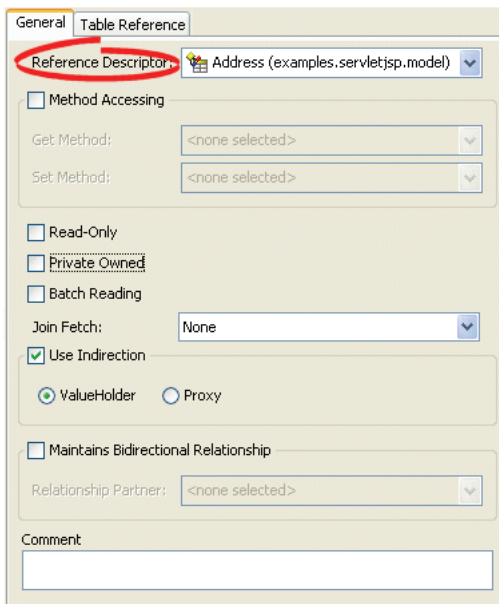 General Table Reference
Reference Descriptor: Address (examples.servletjsp.model)
Method Accessing
Get Method: <none selected>
Set Method: <none selected>
Read-Only
Private Owned
Batch Reading
Join Fetch: None
Use Indirection
ValueHolder Proxy
Maintains Bidirectional Relationship
Relationship Partner: <none selected>
Comment